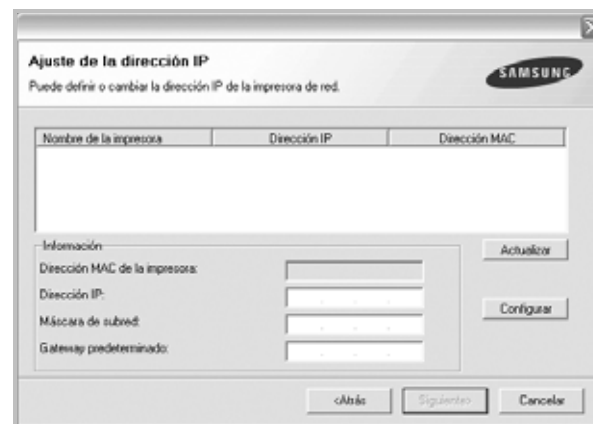 Ajuste de la dirección IP
Puede definir o cambiar la dirección IP de la impresora de red.
SAMSUNG
Nombre de la impresora Dirección IP Dirección MAC
Información
Dirección MAC de la impresora:
Dirección IP:
Máscara de subred:
Gateway predeterminado:
Actualizar
Configurar
<Atrás Siguiente> Cancelar